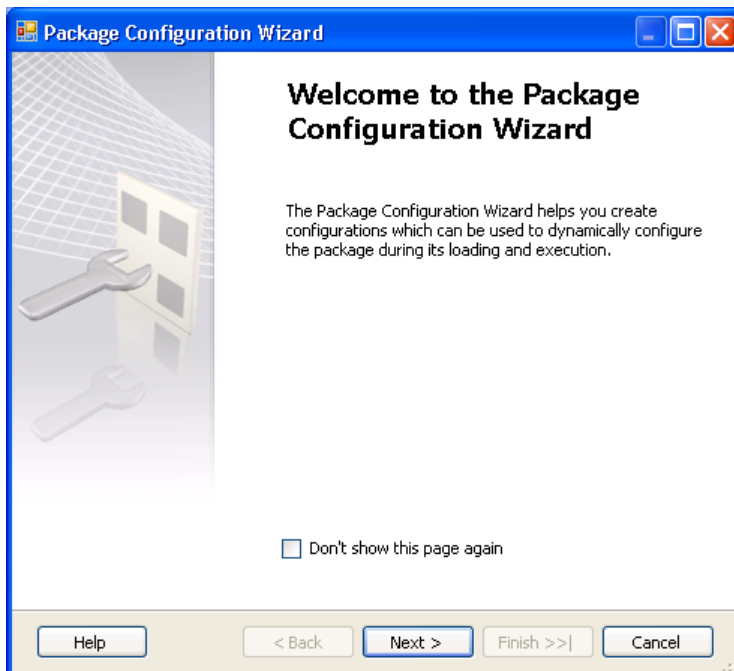 Package Configuration Wizard
Welcome to the Package
Configuration Wizard
The Package Configuration Wizard helps you create
configurations which can be used to dynamically configure
the package during its loading and execution.
Don't show this page again
Help
< Back
Next >
Finish >>|
Cancel